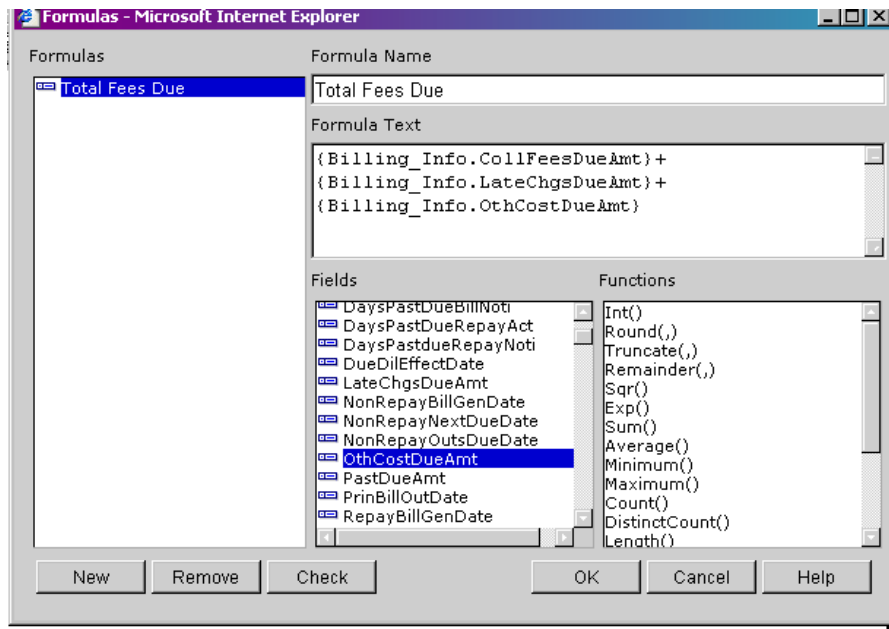 Formulas - Microsoft Internet Explorer
Formulas
Total Fees Due
Formula Name
Total Fees Due
Formula Text
{Billing_Info.CollFeesDueAmt}+
{Billing_Info.LateChgsDueAmt}+
{Billing_Info.OthCostDueAmt}
Fields
DaysPastDueBillNoti
DaysPastDueRepayAct
DaysPastdueRepayNoti
DueDilEffectDate
LateChgsDueAmt
NonRepayBillGenDate
NonRepayNextDueDate
NonRepayOutsDueDate
OthCostDueAmt
PastDueAmt
PrinBillOutDate
RepayBillGenDate
Functions
Int()
Round(,)
Truncate(,)
Remainder(,)
Sqr()
Exp()
Sum()
Average()
Minimum()
Maximum()
Count()
DistinctCount()
Length()
New Remove Check OK Cancel Help